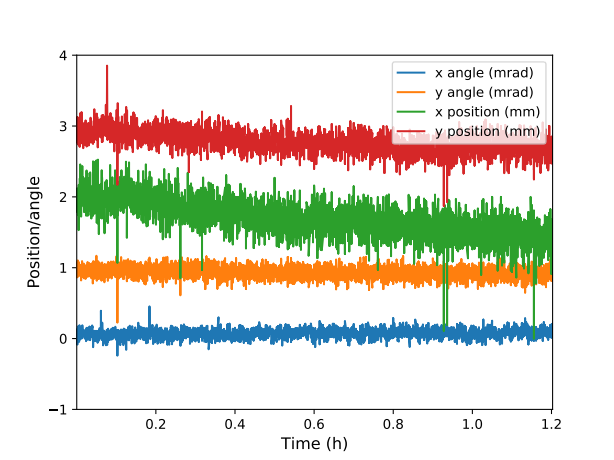 4
3
2
1
0
−1
Position/angle
x angle (mrad)
y angle (mrad)
x position (mm)
y position (mm)
0.2 0.4 0.6 0.8 1.0 1.2
Time (h)